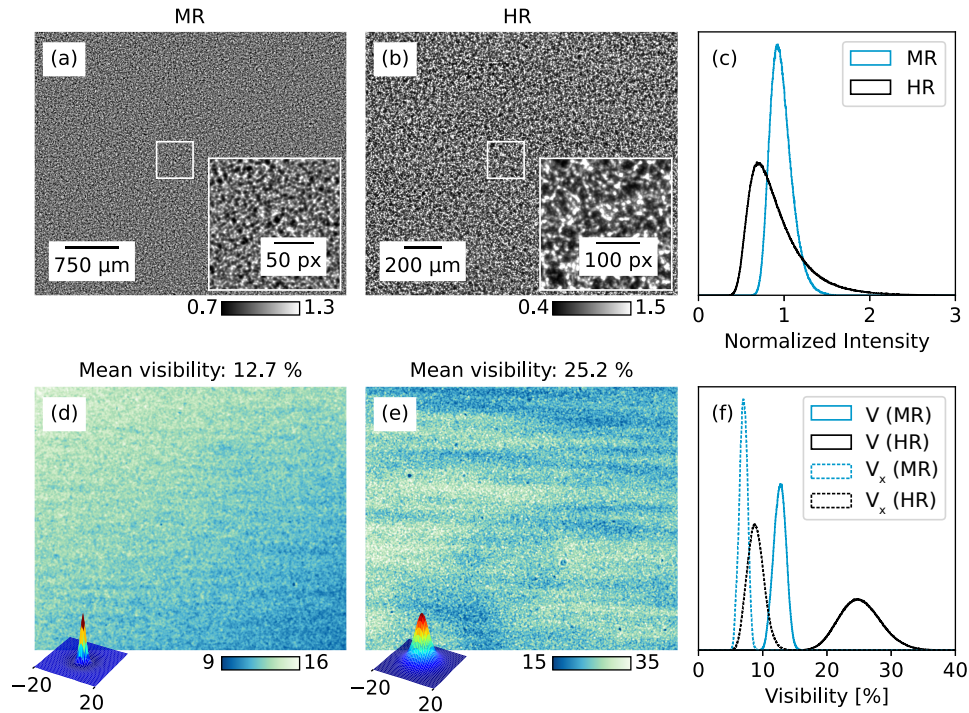 MR
HR
(a)
(b)
(c)
MR
HR
750 µm
50 px
200 µm
100 px
0.7 1.3
0.4 1.5
0 1 2 3
Normalized Intensity
Mean visibility: 12.7 %
Mean visibility: 25.2 %
(d)
(e)
(f)
V (MR)
V (HR)
Vₓ (MR)
Vₓ (HR)
−20
20
9 16
−20
20
15 35
0 10 20 30 40
Visibility [%]